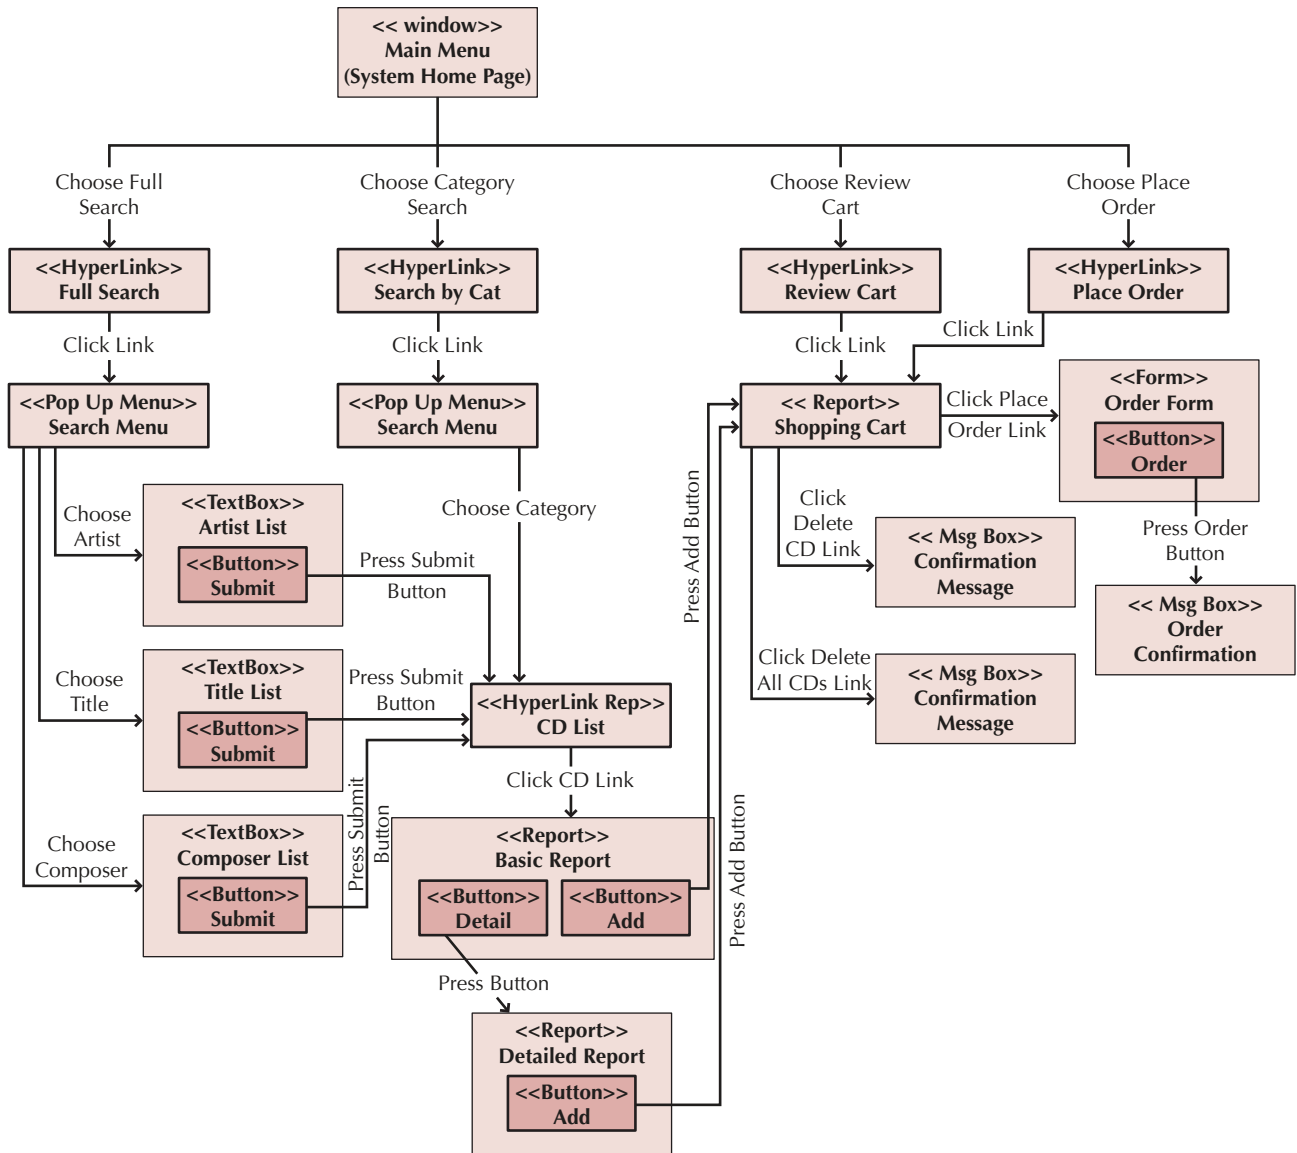 << window>>
Main Menu
(System Home Page)
Choose Full
Search
Choose Category
Search
Choose Review
Cart
Choose Place
Order
<<HyperLink>>
Full Search
<<HyperLink>>
Search by Cat
<<HyperLink>>
Review Cart
<<HyperLink>>
Place Order
Click Link
Click Link
Click Link
Click Link
<<Pop Up Menu>>
Search Menu
<<Pop Up Menu>>
Search Menu
<< Report>>
Shopping Cart
Click Place
Order Link
<<Form>>
Order Form
<<Button>>
Order
Choose
Artist
<<TextBox>>
Artist List
<<Button>>
Submit
Press Submit
Button
Choose Category
Press Add Button
Click
Delete
CD Link
<< Msg Box>>
Confirmation
Message
Press Order
Button
<< Msg Box>>
Order
Confirmation
Choose
Title
<<TextBox>>
Title List
<<Button>>
Submit
Press Submit
Button
<<HyperLink Rep>>
CD List
Click Delete
All CDs Link
<< Msg Box>>
Confirmation
Message
Click CD Link
Choose
Composer
<<TextBox>>
Composer List
<<Button>>
Submit
Press Submit
Button
<<Report>>
Basic Report
<<Button>>
Detail
<<Button>>
Add
Press Add Button
Press Button
<<Report>>
Detailed Report
<<Button>>
Add